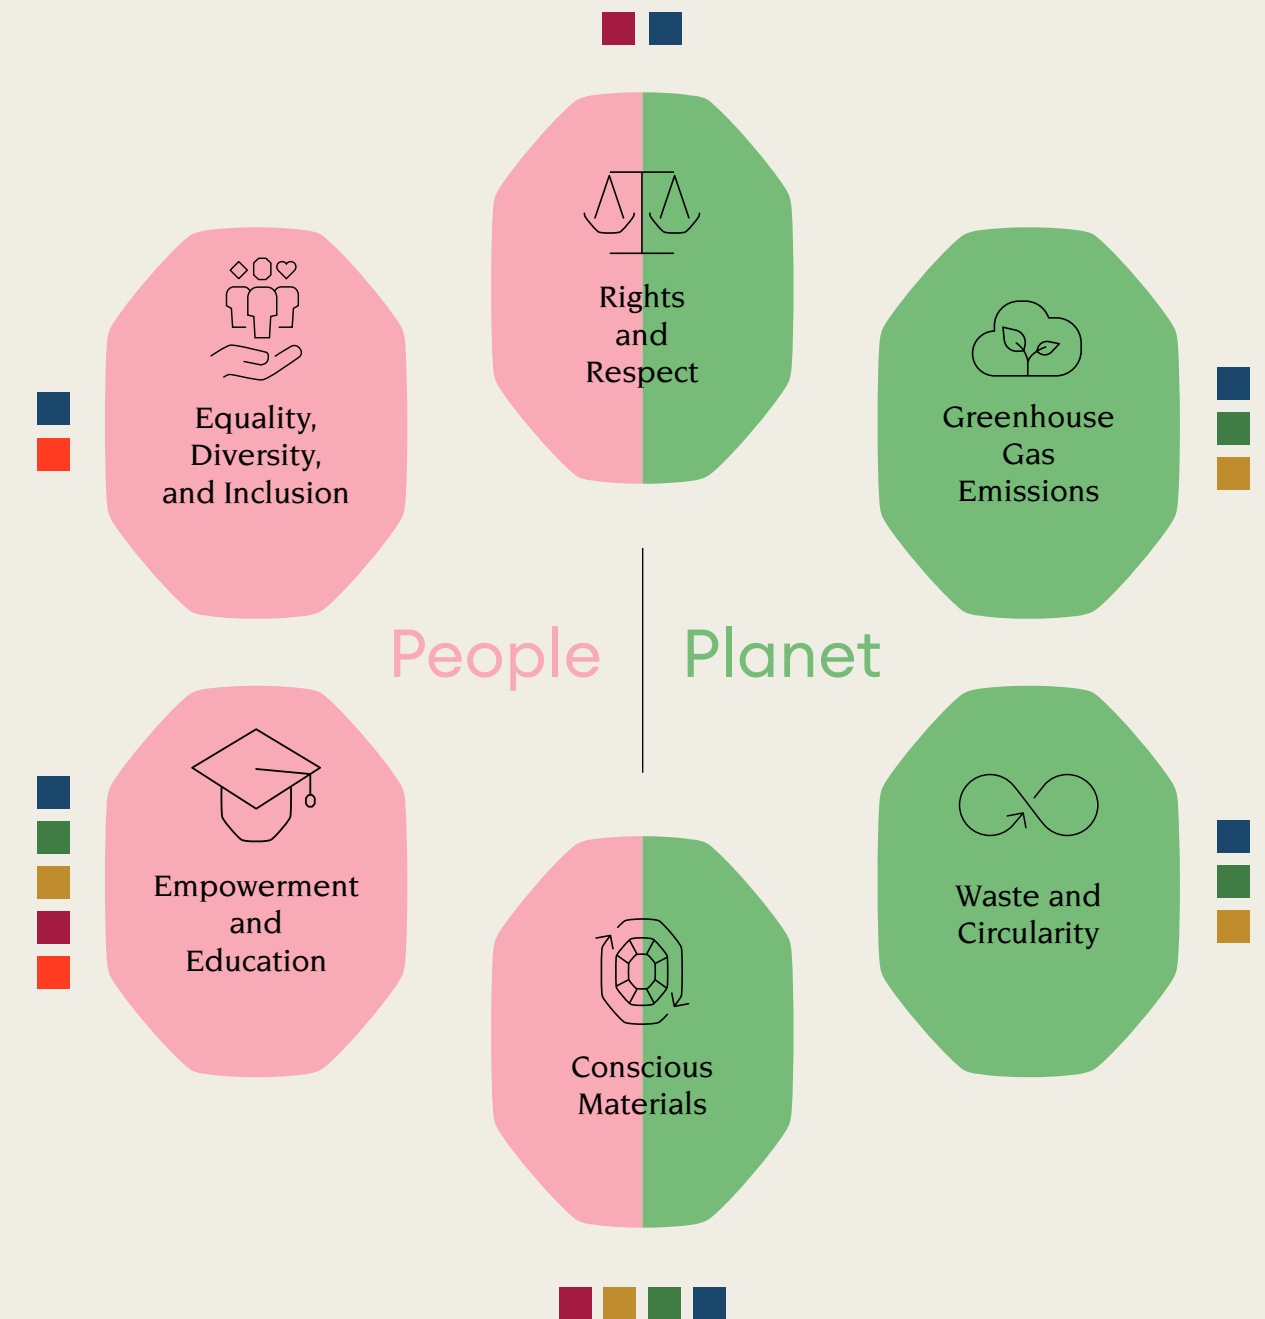 Rights
and
Respect
Equality,
Diversity,
and Inclusion
Greenhouse
Gas
Emissions
People
Planet
Empowerment
and
Education
Waste and
Circularity
Conscious
Materials